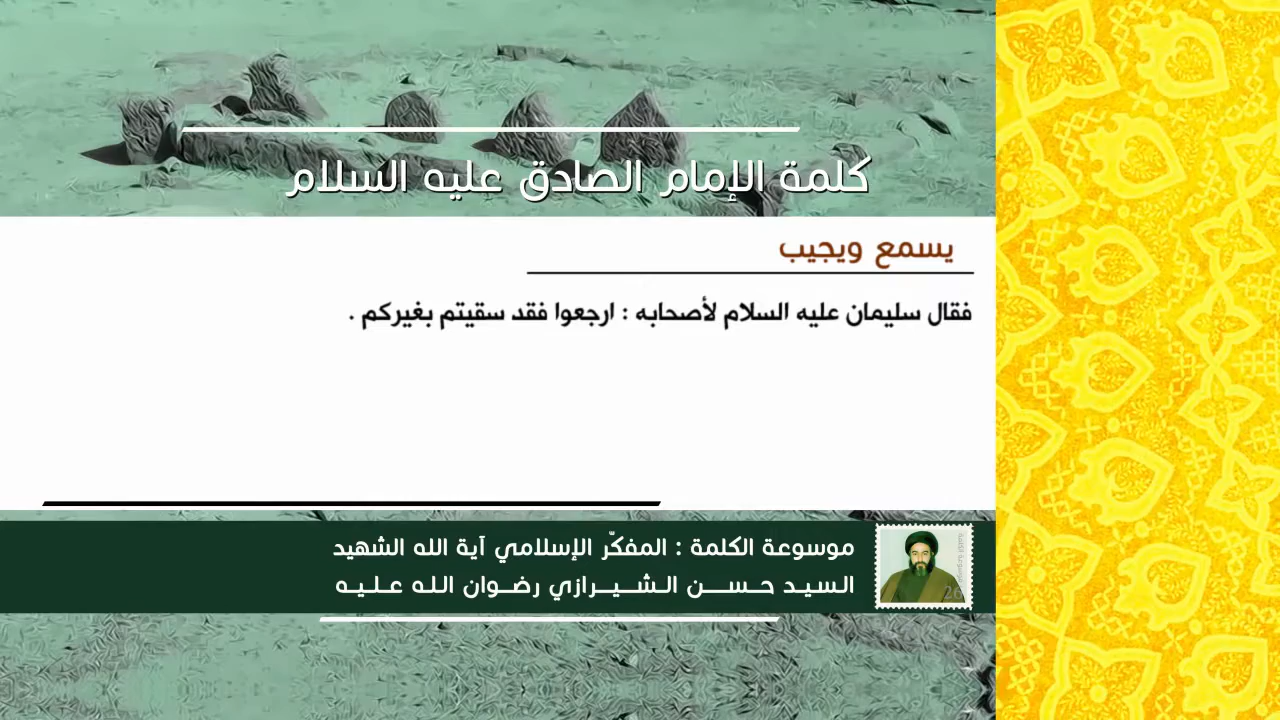 كلمة الإمام الصادق عليه السلام
يسمع ويجيب
فقال سليمان عليه السلام لأصحابه : ارجعوا فقد سقيتم بغيركم .
موسوعة الكلمة : المفكّر الإسلامي آية الله الشهيد
السيد حسن الشيرازي رضوان الله عليه
26